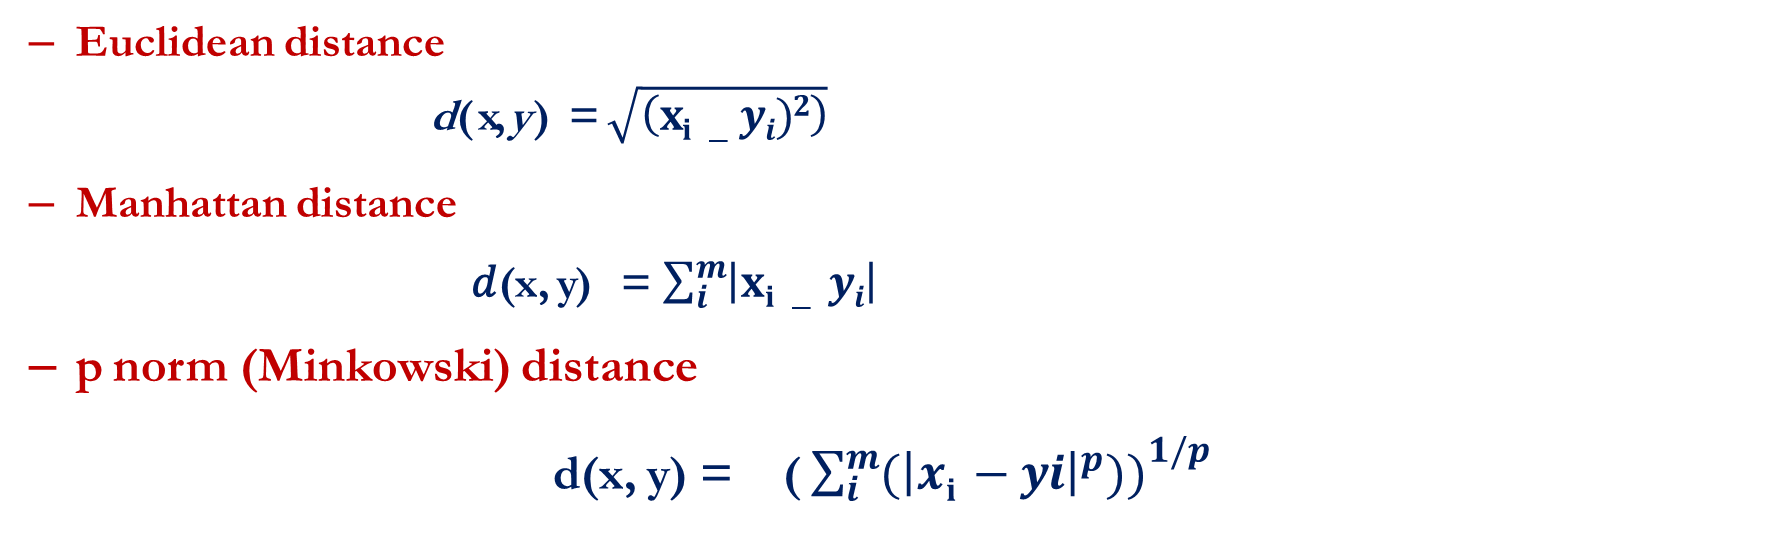 – Euclidean distance
d(x,y) = √(xᵢ _ yᵢ)²)
– Manhattan distance
d(x, y) = ∑ᵢᵐ|xᵢ _ yᵢ|
– p norm (Minkowski) distance
d(x, y) = (∑ᵢᵐ(|xᵢ − yi|ᵖ))¹/ᵖ